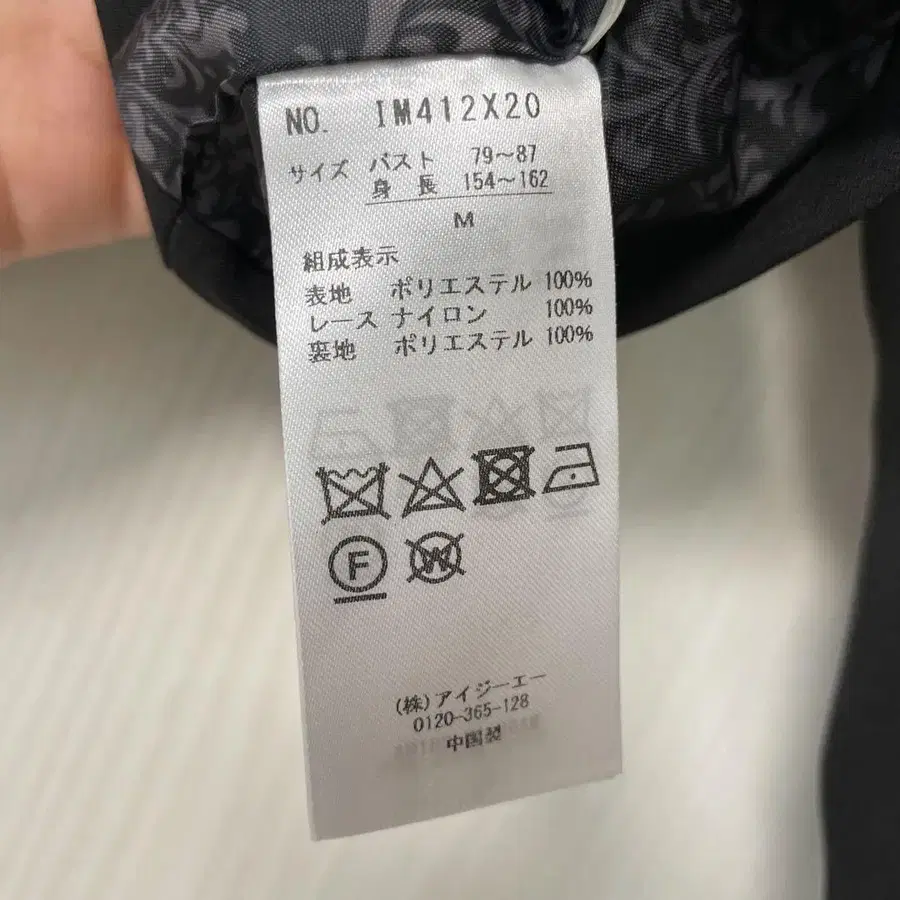 NO. IM412X20
サイズ バスト 79～87
身長 154～162
M
組成表示
表地 ポリエステル 100%
レース ナイロン 100%
裏地 ポリエステル 100%
F
W
(株)アイジーエー
0120-365-128
中国製